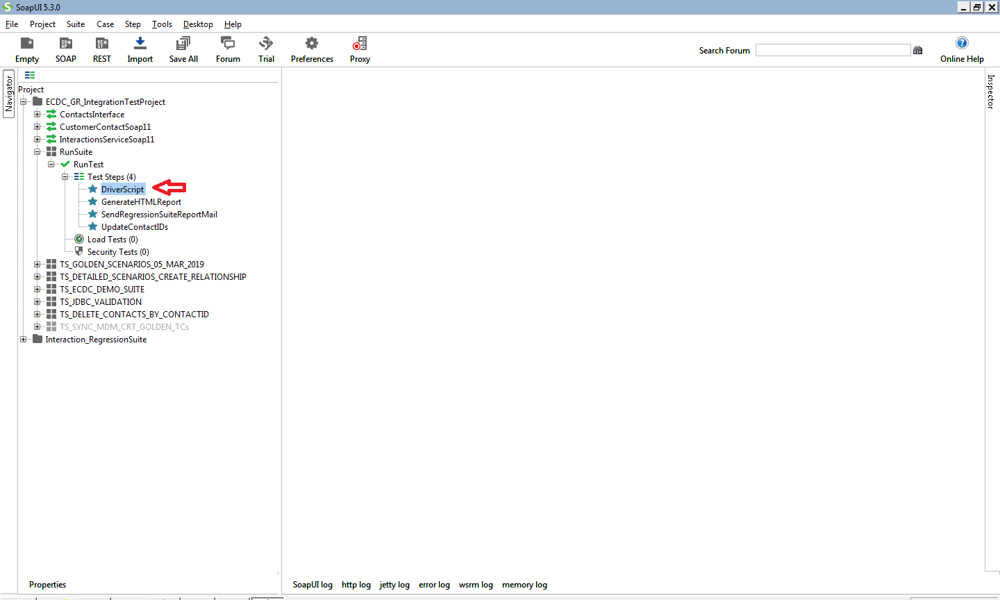 SoapUI 5.3.0
File Project Suite Case Step Tools Desktop Help
Empty SOAP REST Import Save All Forum Trial Preferences Proxy Search Forum Online Help
Navigator
Inspector
Project
ECDC_GR_IntegrationTestProject
ContactsInterface
CustomerContactSoap11
InteractionsServiceSoap11
RunSuite
RunTest
Test Steps (4)
DriverScript
GenerateHTMLReport
SendRegressionSuiteReportMail
UpdateContactIDs
Load Tests (0)
Security Tests (0)
TS_GOLDEN_SCENARIOS_05_MAR_2019
TS_DETAILED_SCENARIOS_CREATE_RELATIONSHIP
TS_ECDC_DEMO_SUITE
TS_JDBC_VALIDATION
TS_DELETE_CONTACTS_BY_CONTACTID
TS_SYNC_MDM_CRT_GOLDEN_TCs
Interaction_RegressionSuite
Properties SoapUI log http log jetty log error log wsrm log memory log